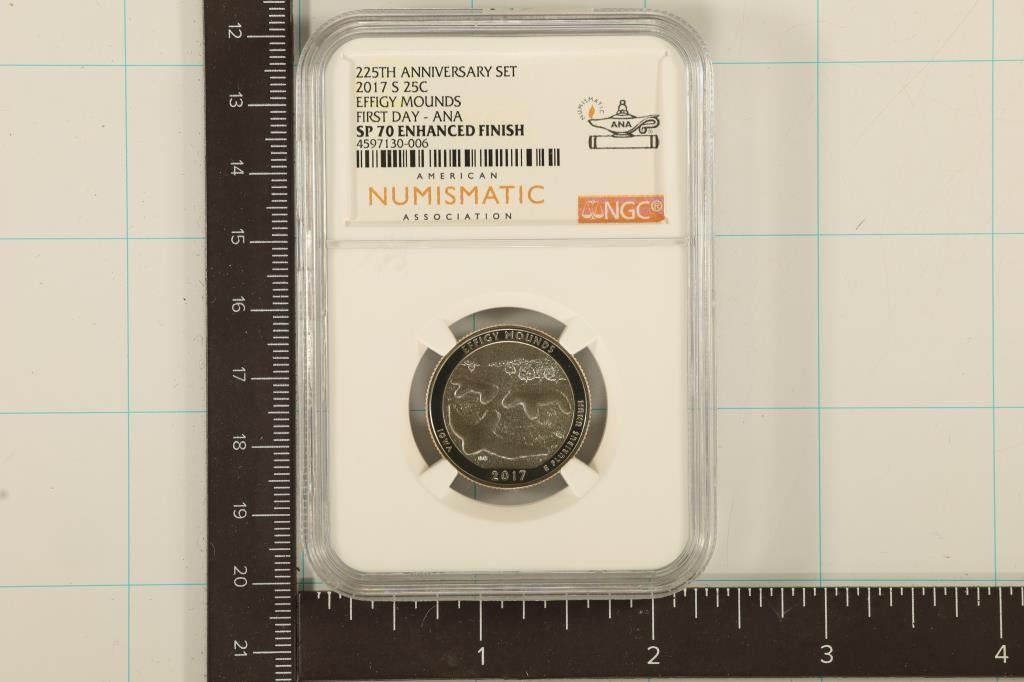 225TH ANNIVERSARY SET
2017 S 25C
EFFIGY MOUNDS
FIRST DAY - ANA
SP 70 ENHANCED FINISH
4597130-006
NUMISMATIC
ANA
AMERICAN
NUMISMATIC
ASSOCIATION
NGC®
EFFIGY MOUNDS
IOWA
2017
E PLURIBUS UNUM
12
13
14
15
16
17
18
19
20
21
1
2
3
4